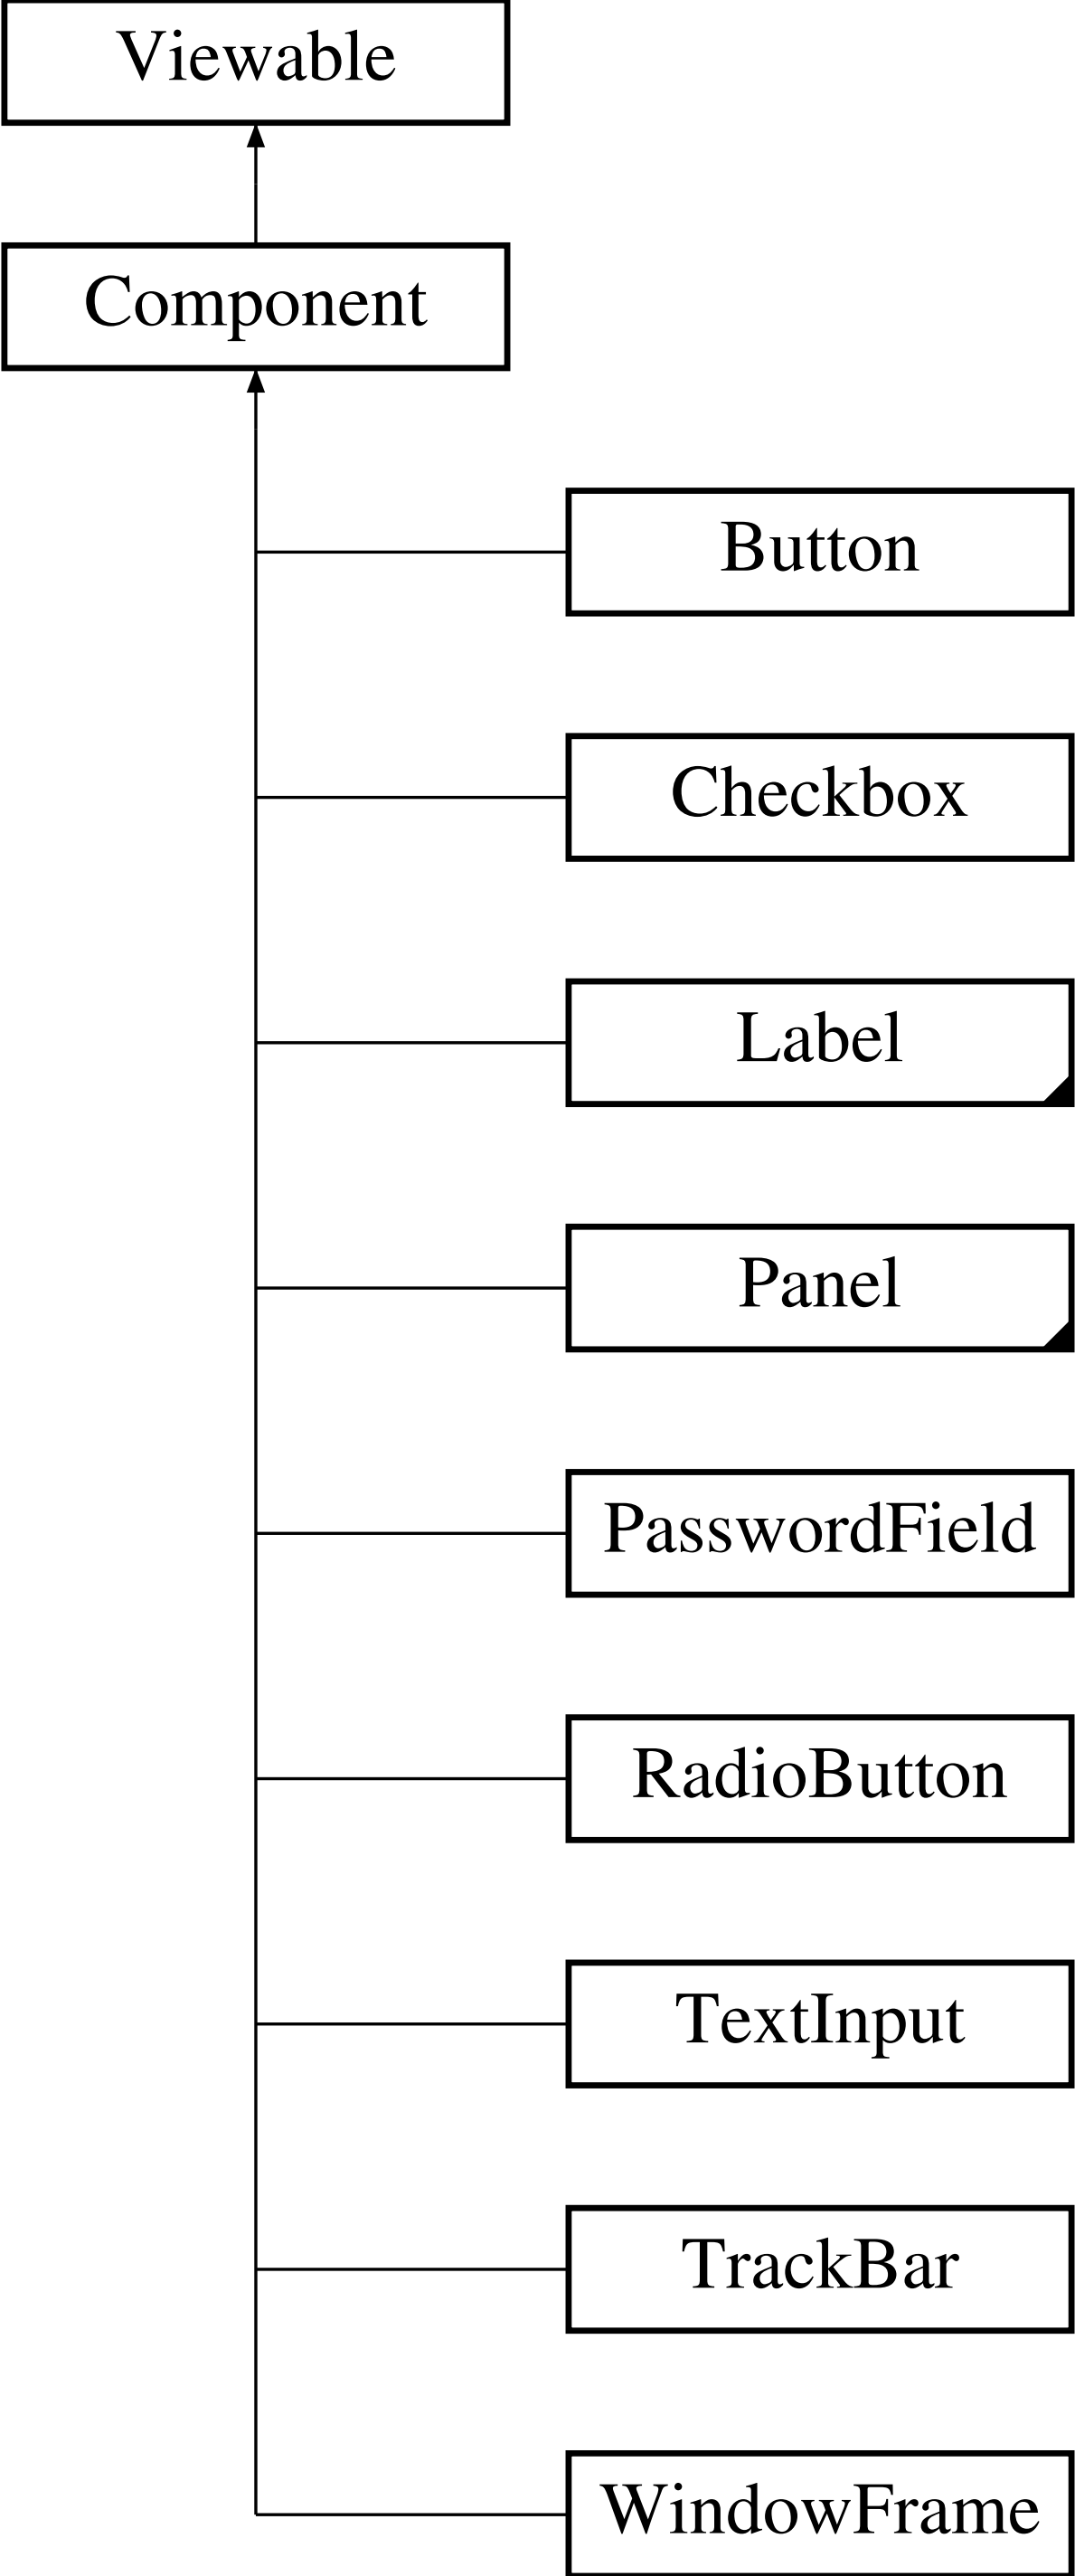 Viewable
Component
Button
Checkbox
Label
Panel
PasswordField
RadioButton
TextInput
TrackBar
WindowFrame